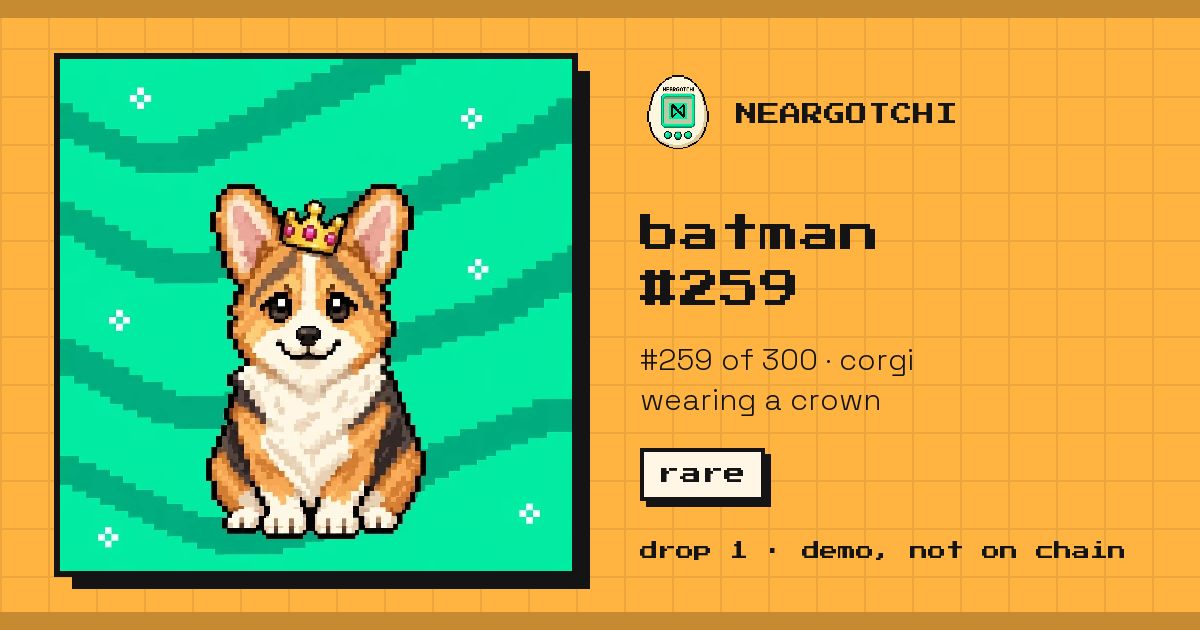 NEARGOTCHI
NEARGOTCHI
batman
#259
#259 of 300 · corgi
wearing a crown
rare
drop 1 · demo, not on chain